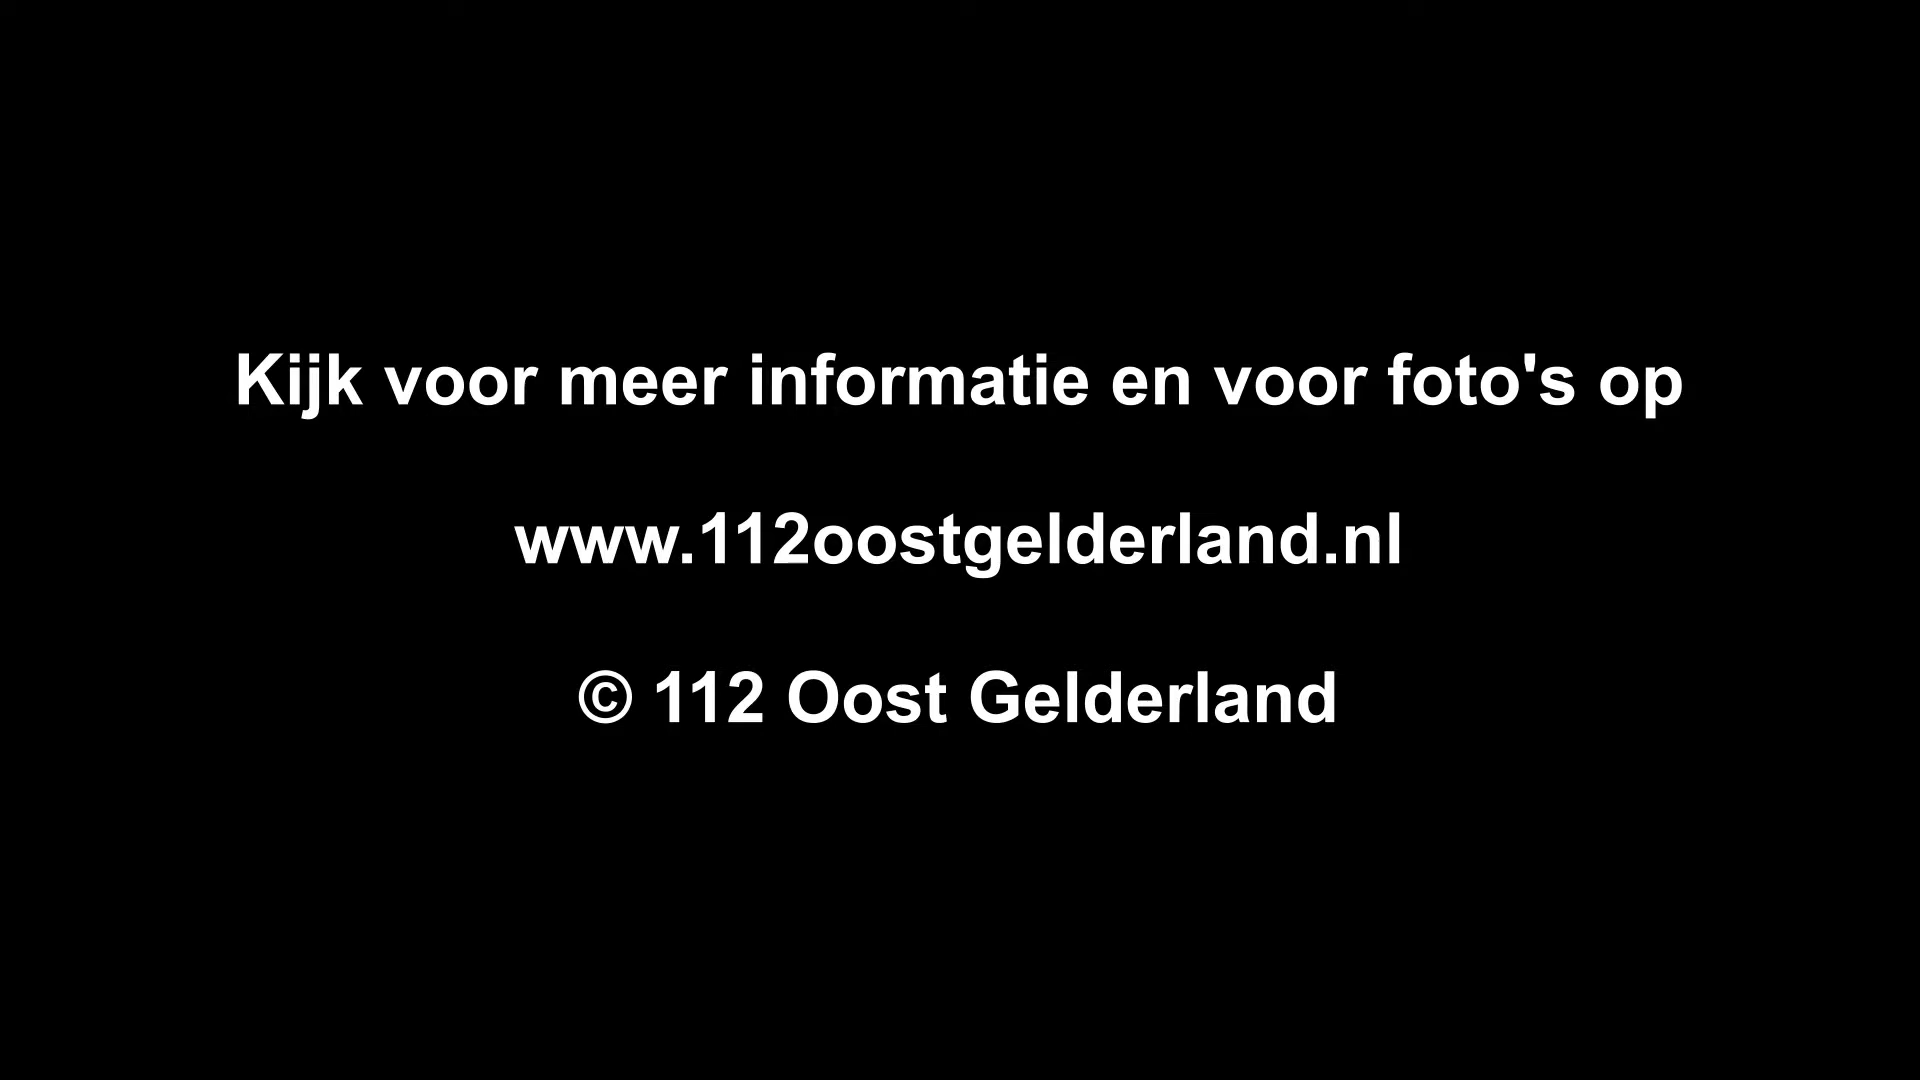 Kijk voor meer informatie en voor foto's op
www.112oostgelderland.nl
© 112 Oost Gelderland